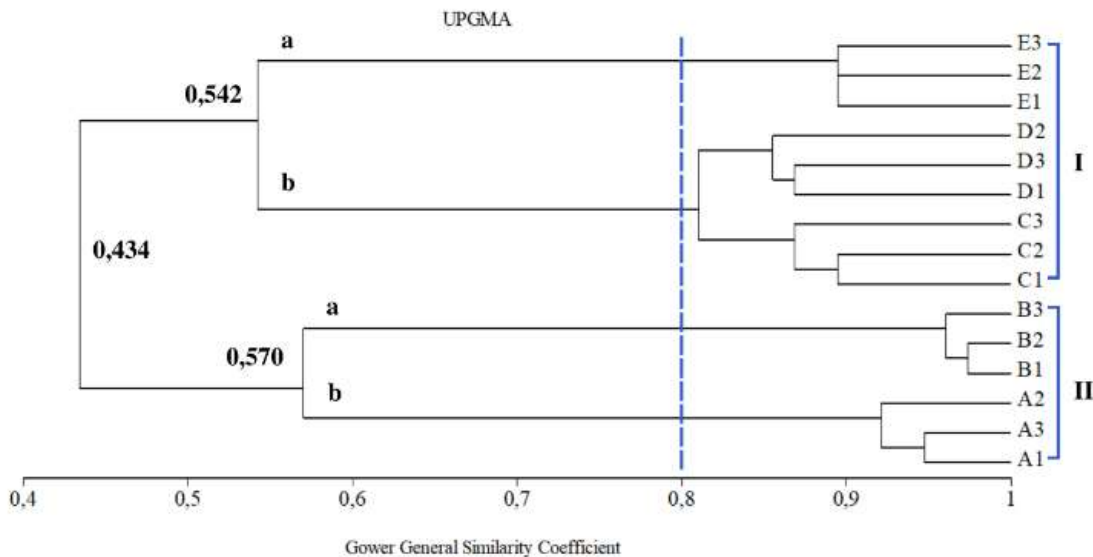 UPGMA
a
E3
E2
0,542
E1
D2
D3
I
b
D1
C3
0,434
C2
C1
a
B3
B2
0,570
B1
b
A2
II
A3
A1
0,4 0,5 0,6 0,7 0,8 0,9 1
Gower General Similarity Coefficient